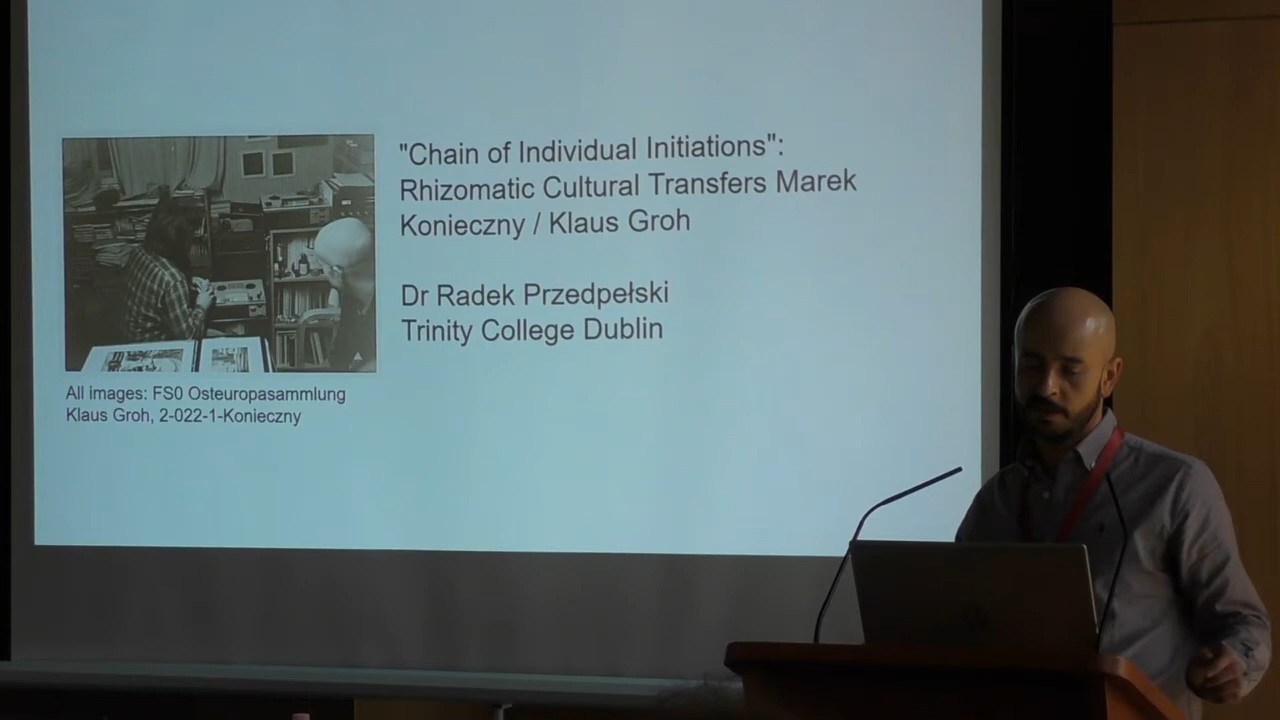 "Chain of Individual Initiations":
Rhizomatic Cultural Transfers Marek
Konieczny / Klaus Groh
Dr Radek Przedpełski
Trinity College Dublin
All images: FS0 Osteuropasammlung
Klaus Groh, 2-022-1-Konieczny